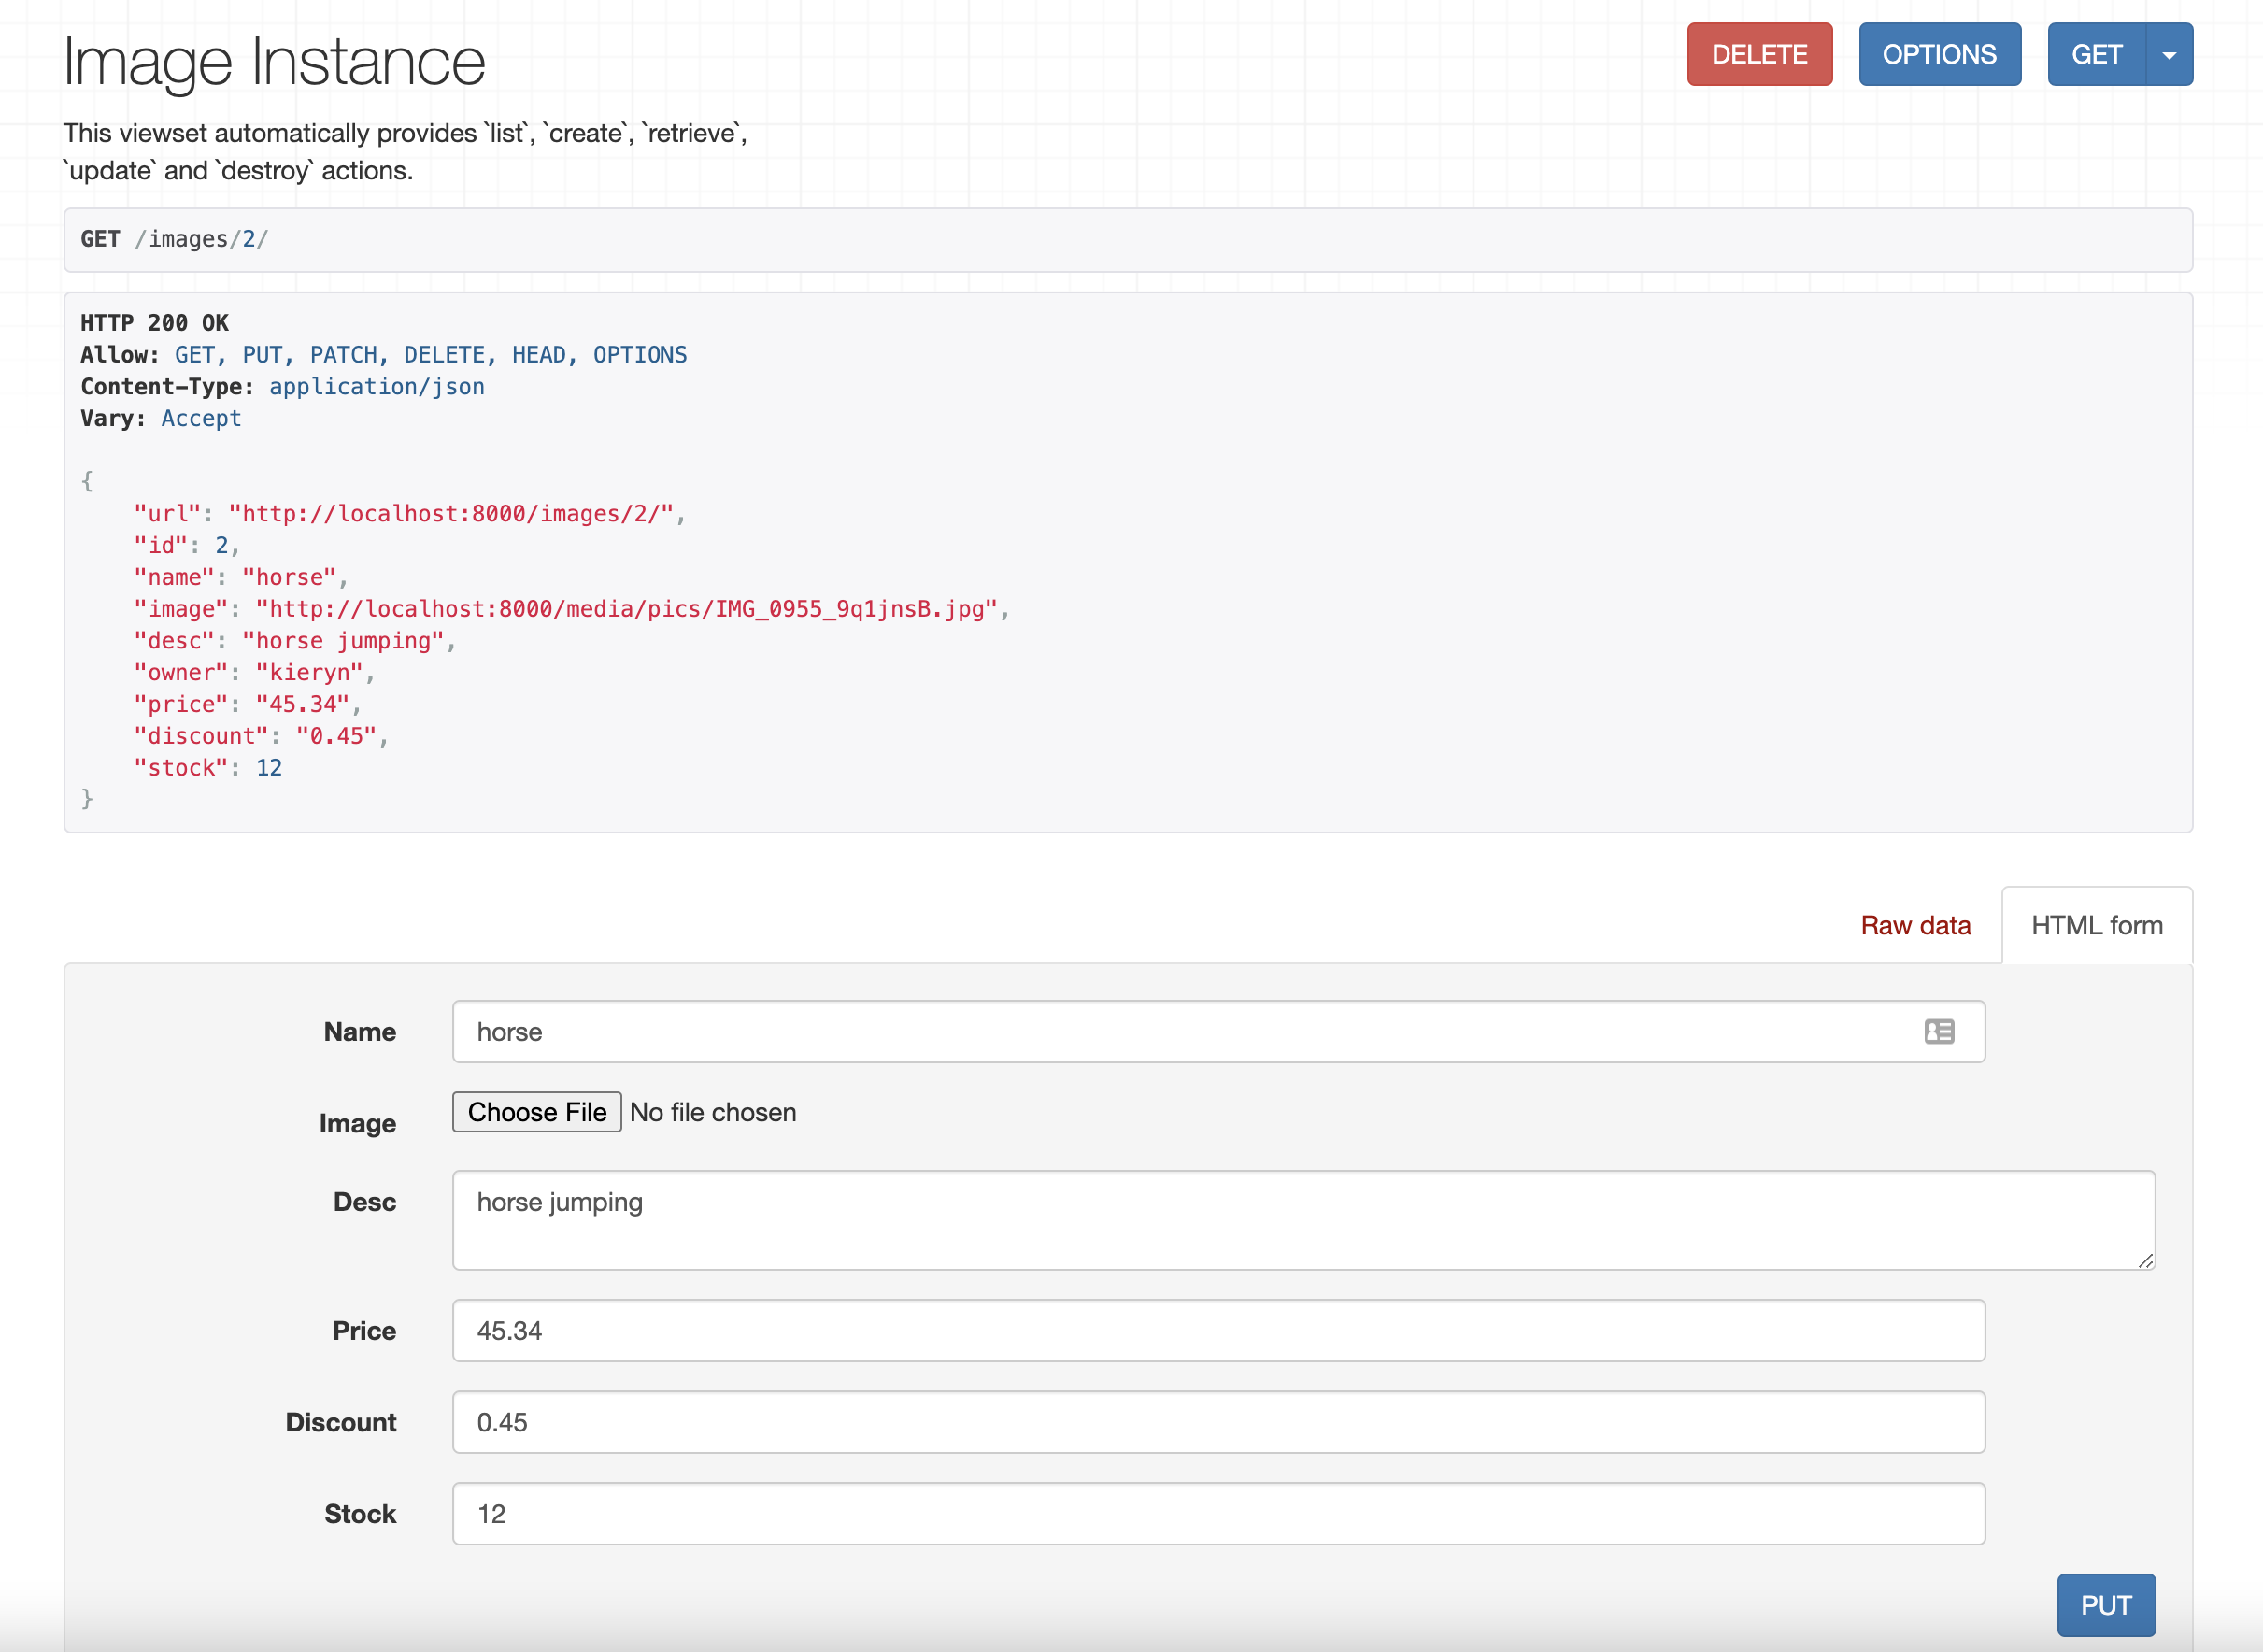 Image Instance
DELETE
OPTIONS
GET
This viewset automatically provides `list`, `create`, `retrieve`,
`update` and `destroy` actions.
GET /images/2/
HTTP 200 OK
Allow: GET, PUT, PATCH, DELETE, HEAD, OPTIONS
Content-Type: application/json
Vary: Accept
{
    "url": "http://localhost:8000/images/2/",
    "id": 2,
    "name": "horse",
    "image": "http://localhost:8000/media/pics/IMG_0955_9q1jnsB.jpg",
    "desc": "horse jumping",
    "owner": "kieryn",
    "price": "45.34",
    "discount": "0.45",
    "stock": 12
}
Raw data
HTML form
Name horse
Image Choose File No file chosen
Desc horse jumping
Price 45.34
Discount 0.45
Stock 12
PUT